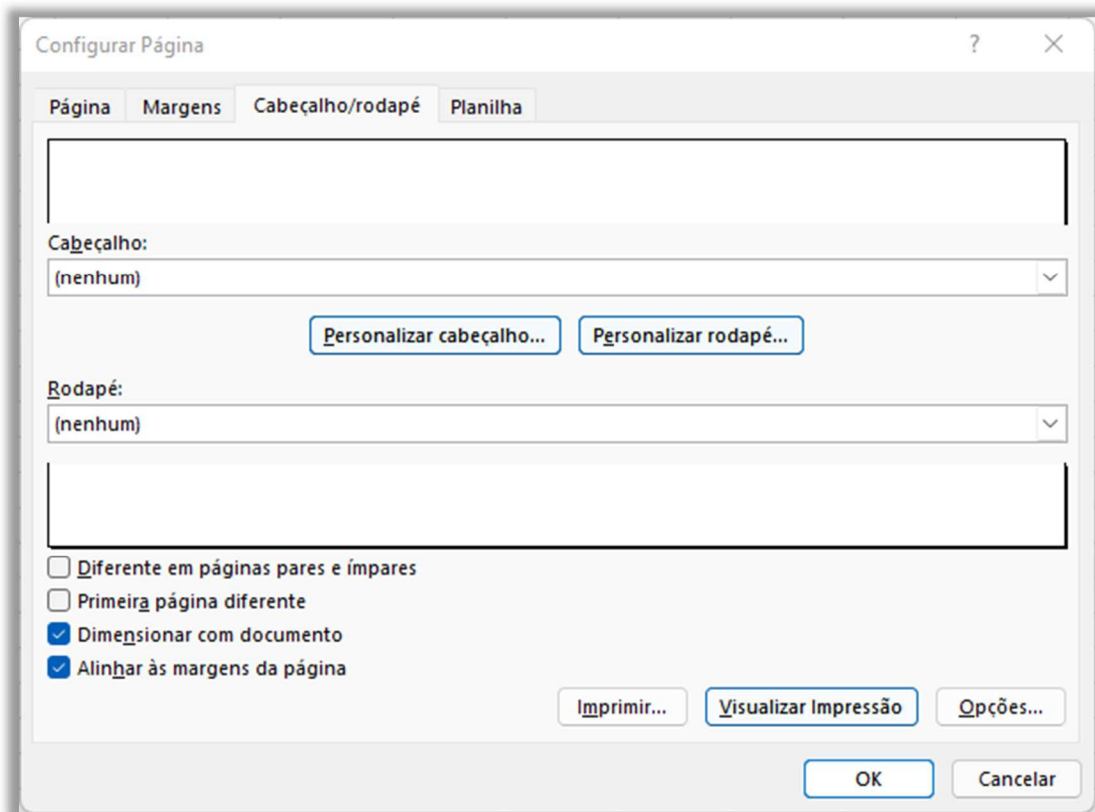 Configurar Página ?
Página Margens Cabeçalho/rodapé Planilha
Cabeçalho:
(nenhum)
Personalizar cabeçalho... Personalizar rodapé...
Rodapé:
(nenhum)
Diferente em páginas pares e ímpares
Primeira página diferente
Dimensionar com documento
Alinhar às margens da página
Imprimir... Visualizar Impressão Opções...
OK Cancelar